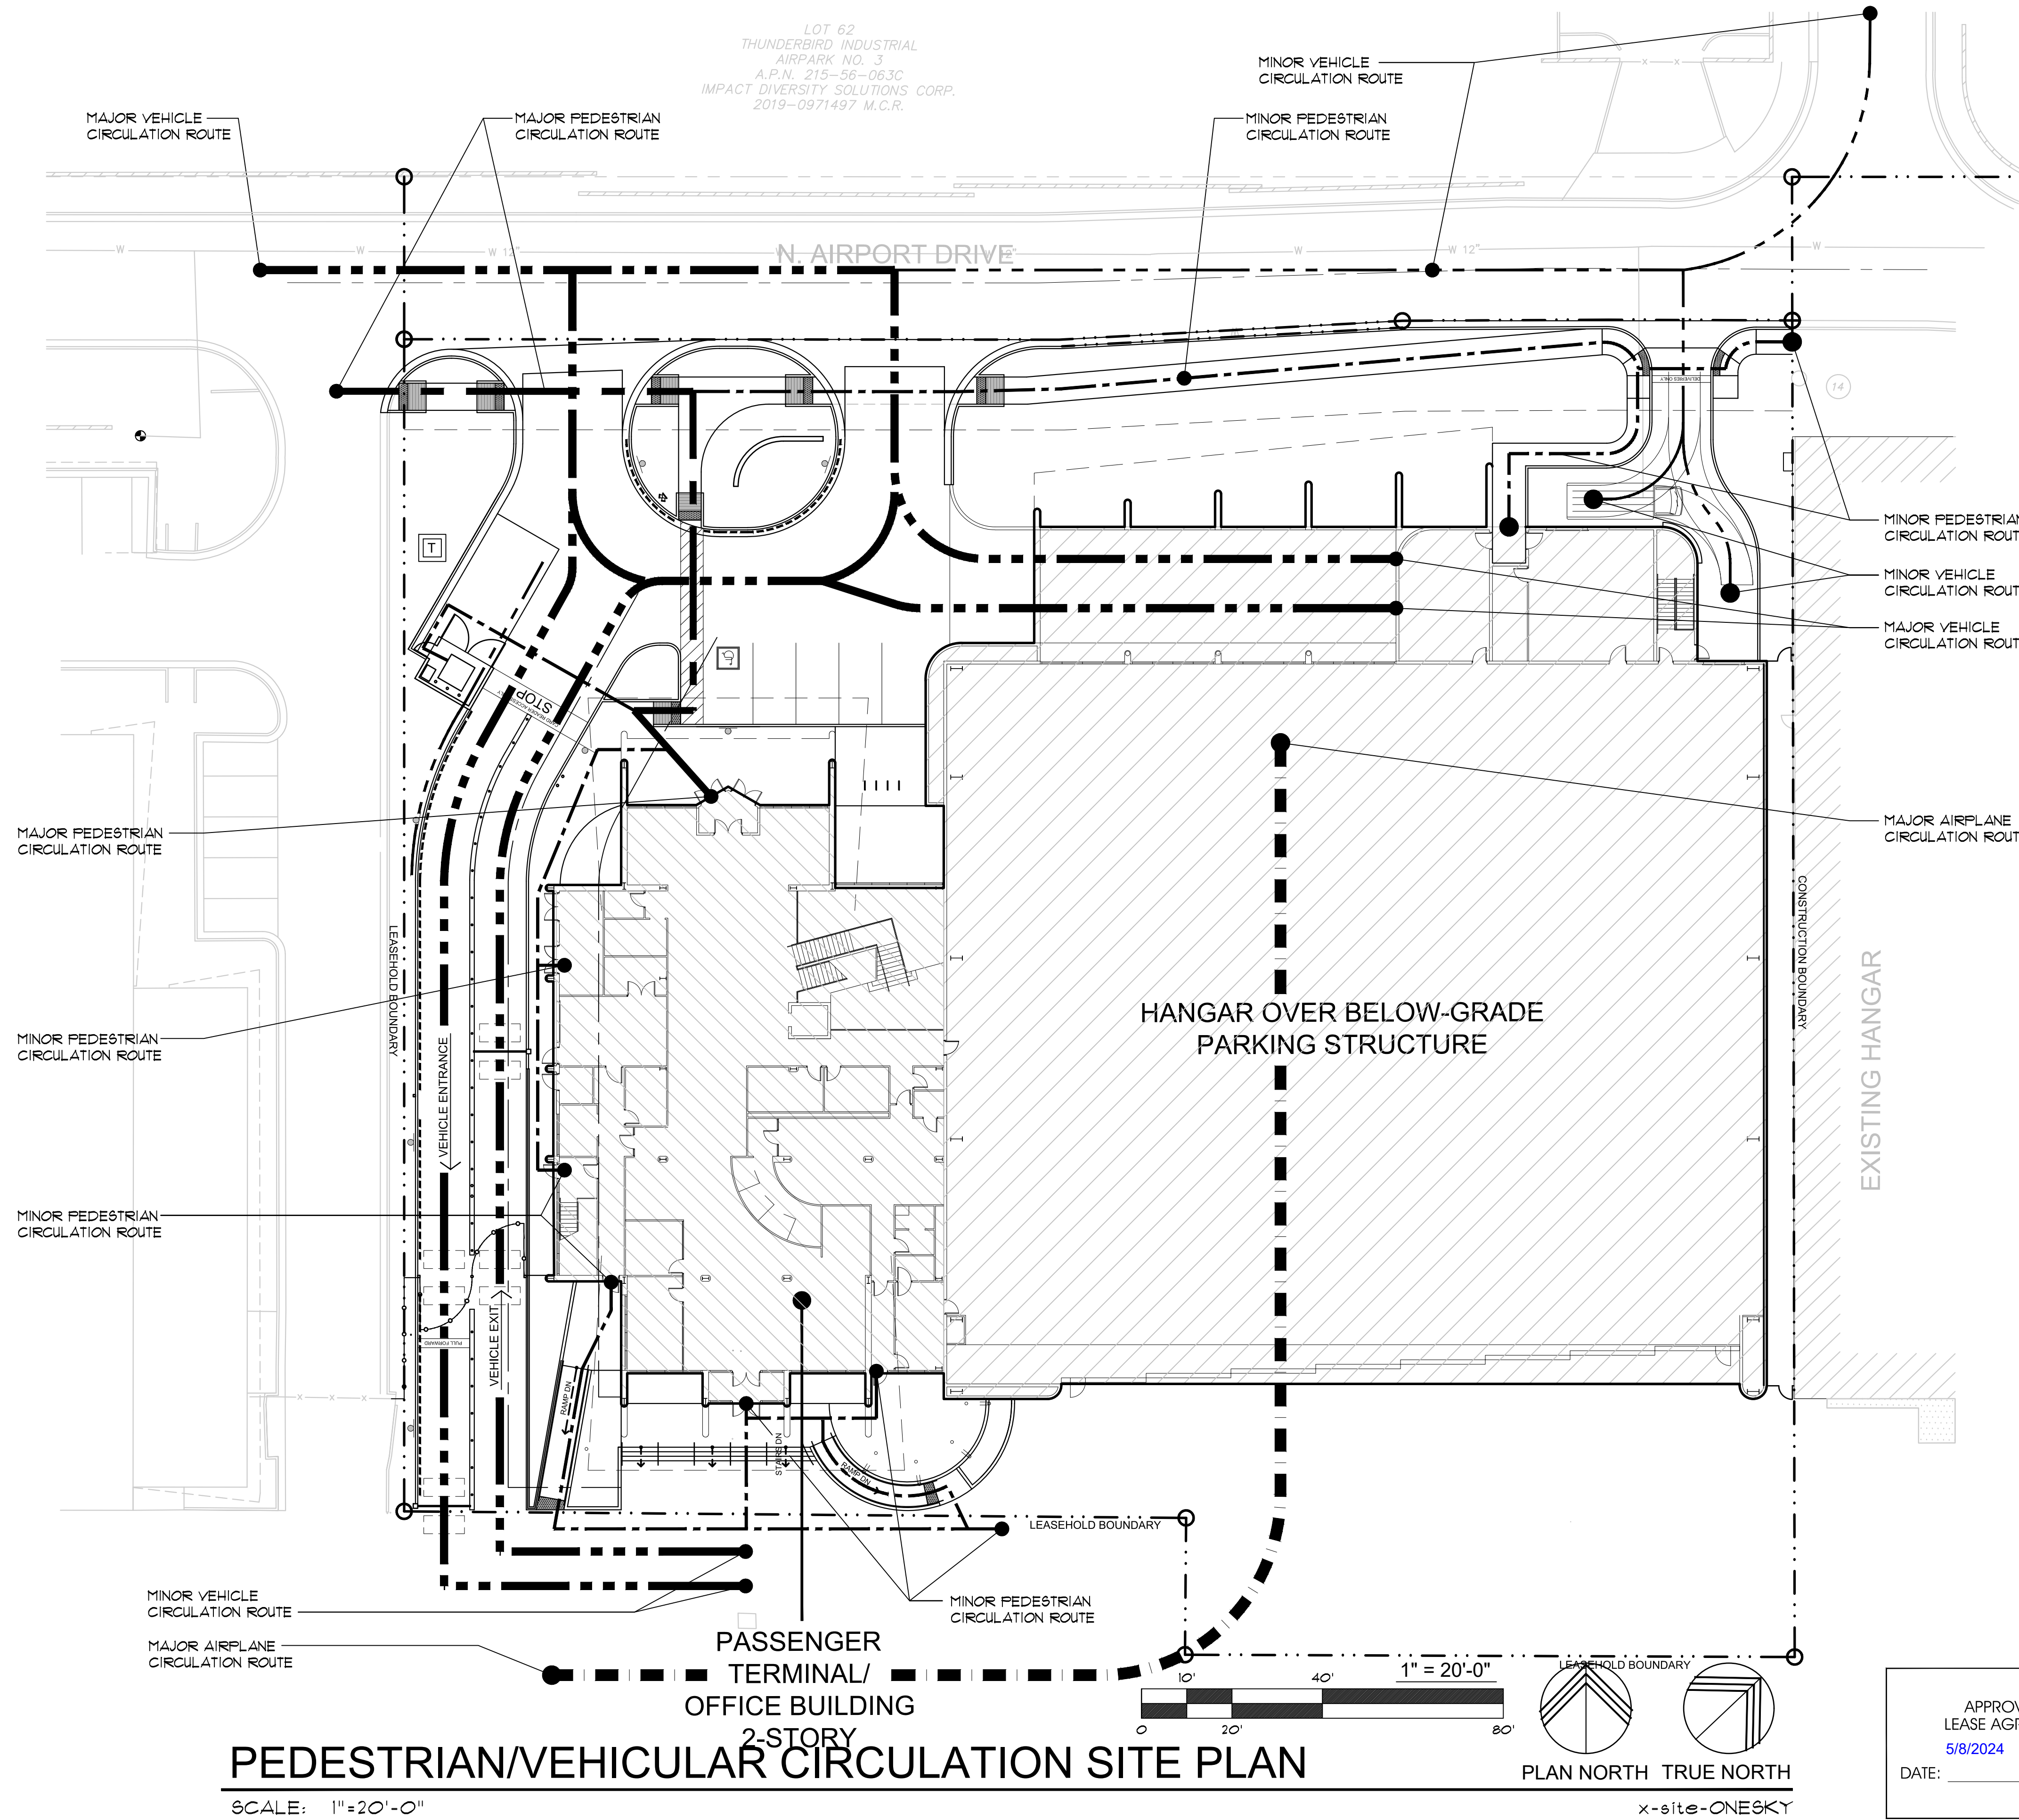 LOT 62
THUNDERBIRD INDUSTRIAL
AIRPARK NO. 3
A.P.N. 215-56-063C
IMPACT DIVERSITY SOLUTIONS CORP.
2019-0971497 M.C.R.
MINOR VEHICLE
CIRCULATION ROUTE
MAJOR VEHICLE
CIRCULATION ROUTE
MAJOR PEDESTRIAN
CIRCULATION ROUTE
MINOR PEDESTRIAN
CIRCULATION ROUTE
W
W
W 12"
N. AIRPORT DRIVE
W
W 12"
W
DELIVERIES ONLY
14
T
MINOR PEDESTRIAN
CIRCULATION ROUT
MINOR VEHICLE
CIRCULATION ROUT
MAJOR VEHICLE
CIRCULATION ROUT
STOP
MAJOR PEDESTRIAN
CIRCULATION ROUTE
MAJOR AIRPLANE
CIRCULATION ROUT
LEASEHOLD BOUNDARY
CONSTRUCTION BOUNDARY
EXISTING HANGAR
HANGAR OVER BELOW-GRADE
PARKING STRUCTURE
MINOR PEDESTRIAN
CIRCULATION ROUTE
VEHICLE ENTRANCE
MINOR PEDESTRIAN
CIRCULATION ROUTE
VEHICLE EXIT
PULL FORWARD
RAMP DN
STAIRS DN
RAMP DN
LEASEHOLD BOUNDARY
MINOR VEHICLE
CIRCULATION ROUTE
MINOR PEDESTRIAN
CIRCULATION ROUTE
MAJOR AIRPLANE
CIRCULATION ROUTE
PASSENGER
TERMINAL/
OFFICE BUILDING
2-STORY
LEASEHOLD BOUNDARY
10' 40' 1" = 20'-0"
0 20' 80'
PLAN NORTH TRUE NORTH
APPROV
LEASE AGR
5/8/2024
DATE:
PEDESTRIAN/VEHICULAR CIRCULATION SITE PLAN
SCALE: 1"=20'-0"
x-site-ONESKY